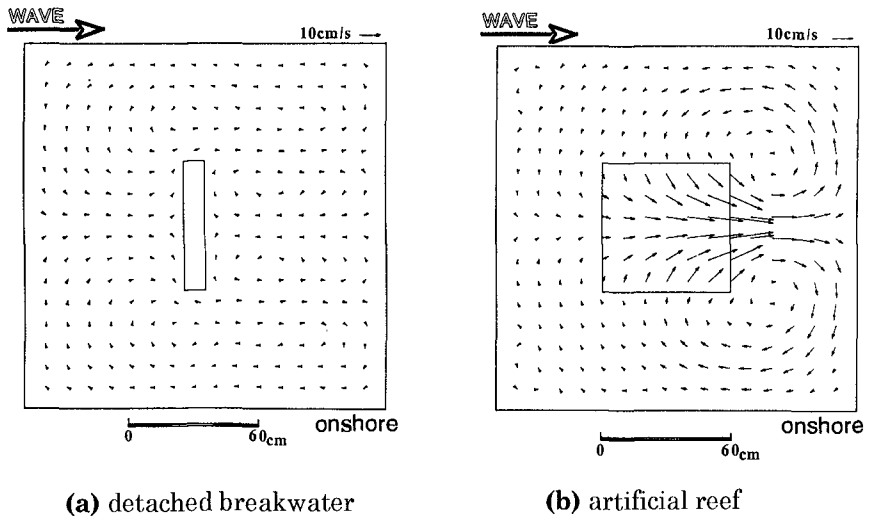 WAVE
10cm/s
0 60cm
onshore
(a) detached breakwater
WAVE
10cm/s
0 60cm
onshore
(b) artificial reef